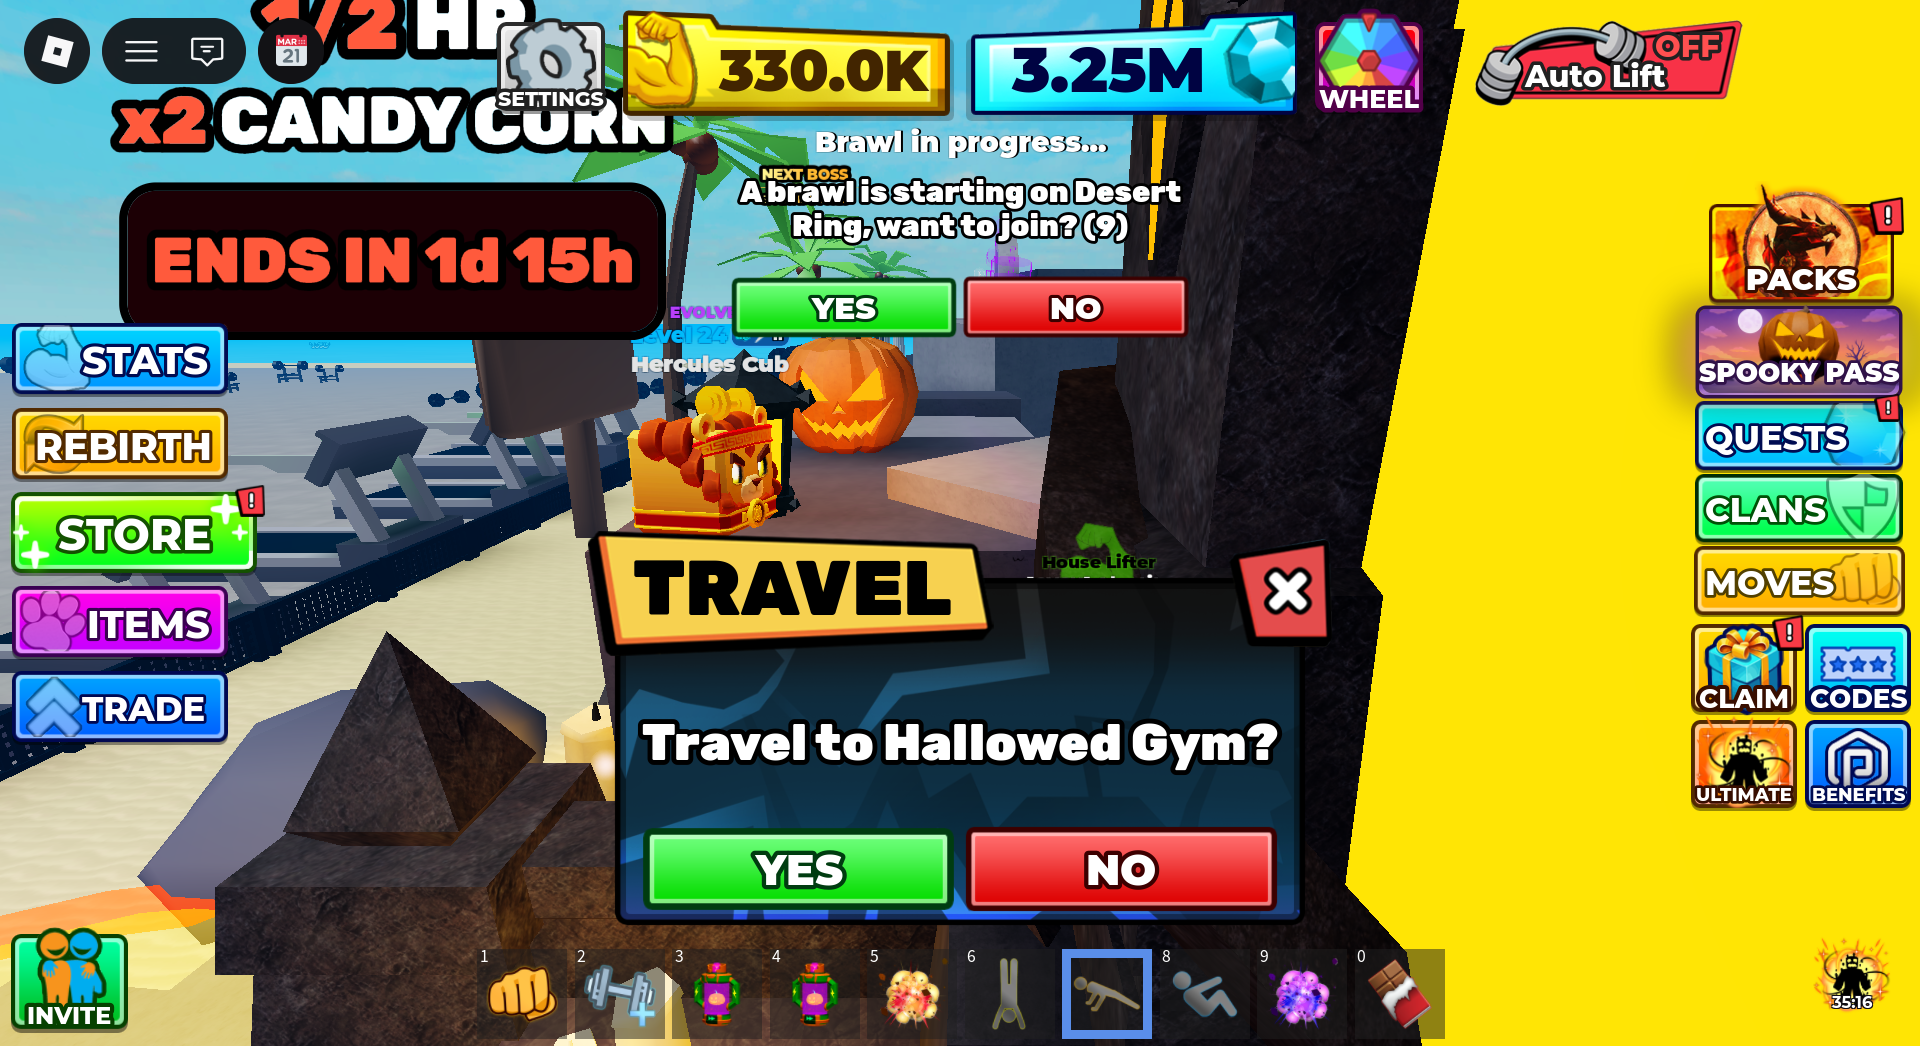 1/2 HP
x2 CANDY CORN
ENDS IN 1d 15h
MAR
21
SETTINGS
330.0K
3.25M
WHEEL
OFF
Auto Lift
Brawl in progress...
NEXT BOSS
A brawl is starting on Desert
Ring, want to join? (9)
YES
NO
Level 24
Hercules Cub
STATS
REBIRTH
STORE
!
ITEMS
TRADE
INVITE
House Lifter
TRAVEL
Travel to Hallowed Gym?
YES
NO
PACKS
!
SPOOKY PASS
QUESTS
!
CLANS
MOVES
CLAIM
!
CODES
ULTIMATE
BENEFITS
35:16
1
2
3
4
5
6
8
9
0